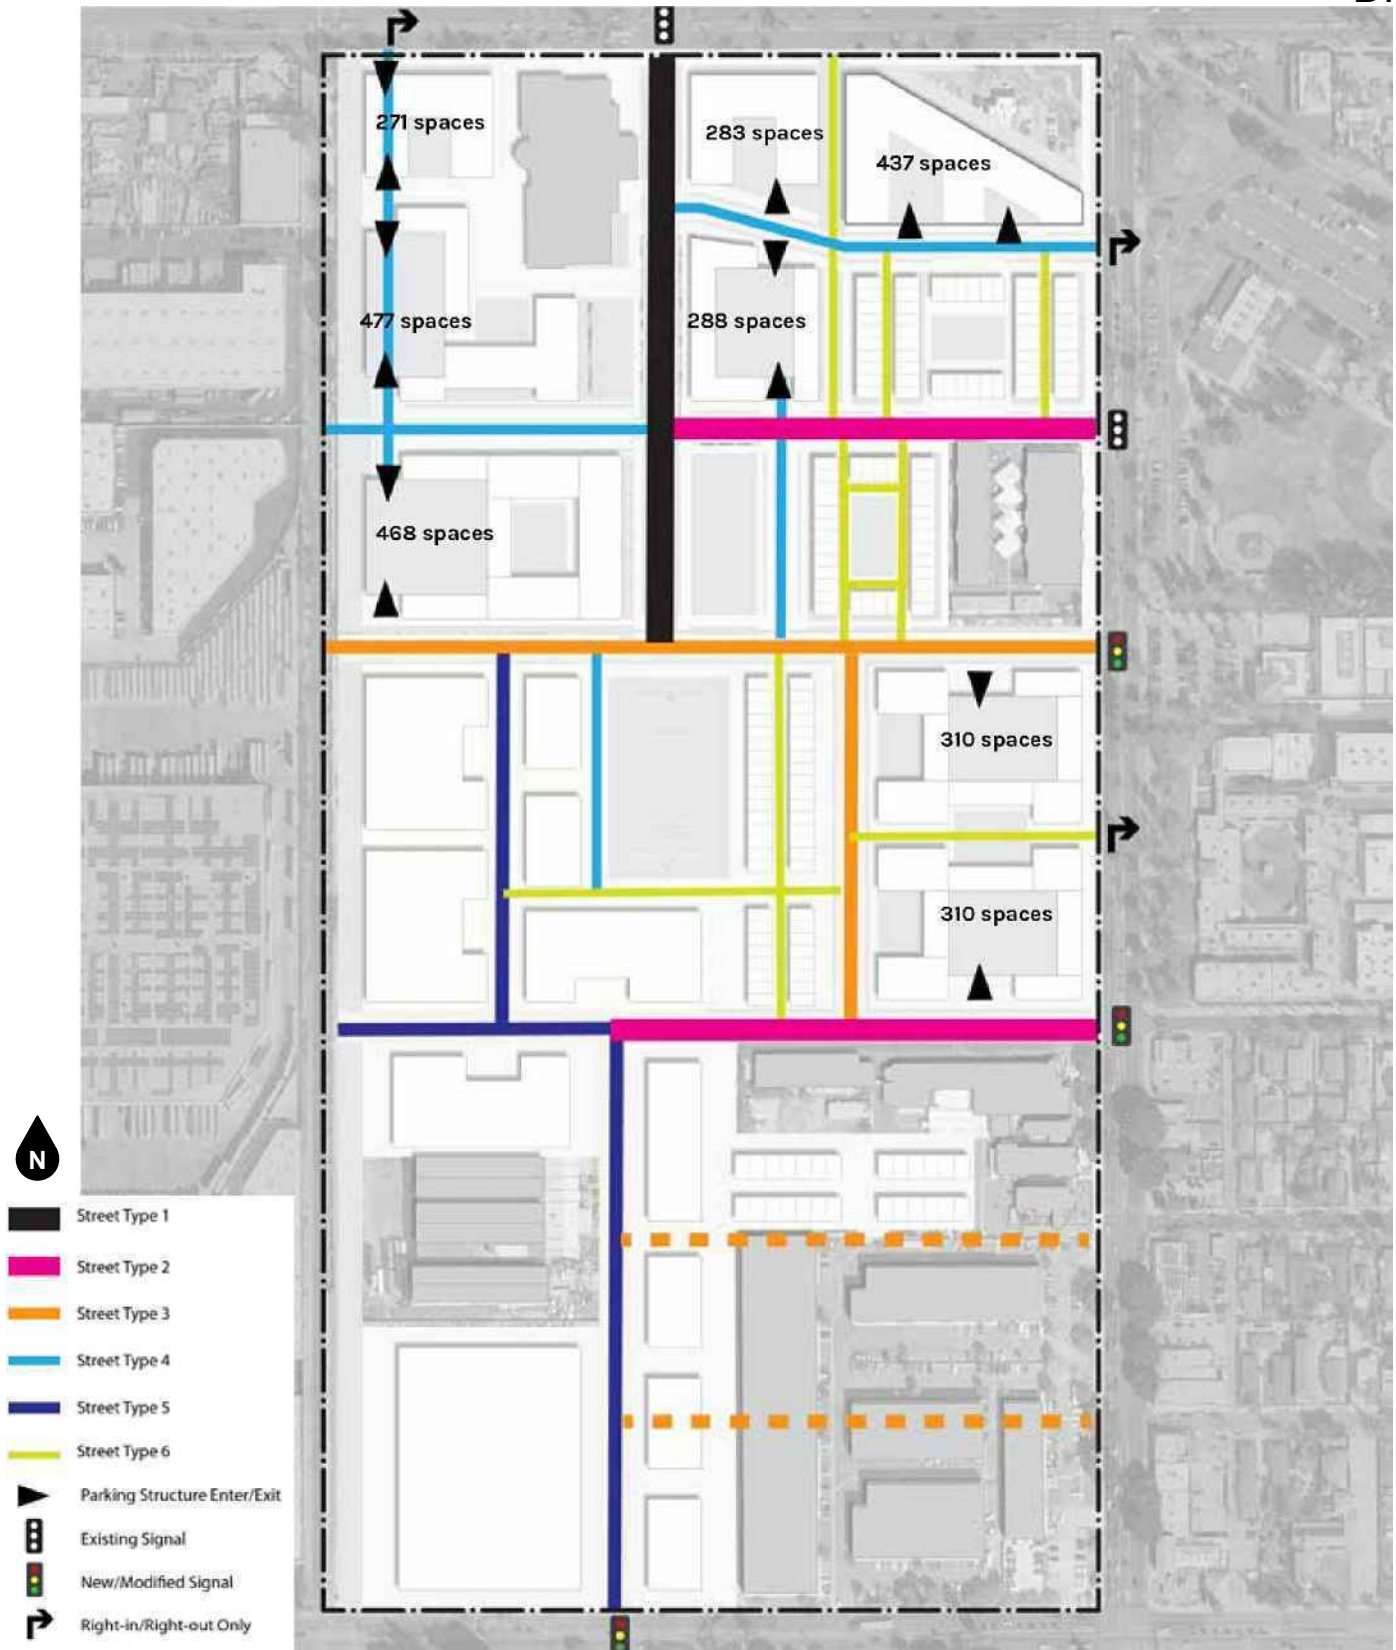 271 spaces
283 spaces
437 spaces
477 spaces
288 spaces
468 spaces
310 spaces
310 spaces
N
Street Type 1
Street Type 2
Street Type 3
Street Type 4
Street Type 5
Street Type 6
Parking Structure Enter/Exit
Existing Signal
New/Modified Signal
Right-in/Right-out Only